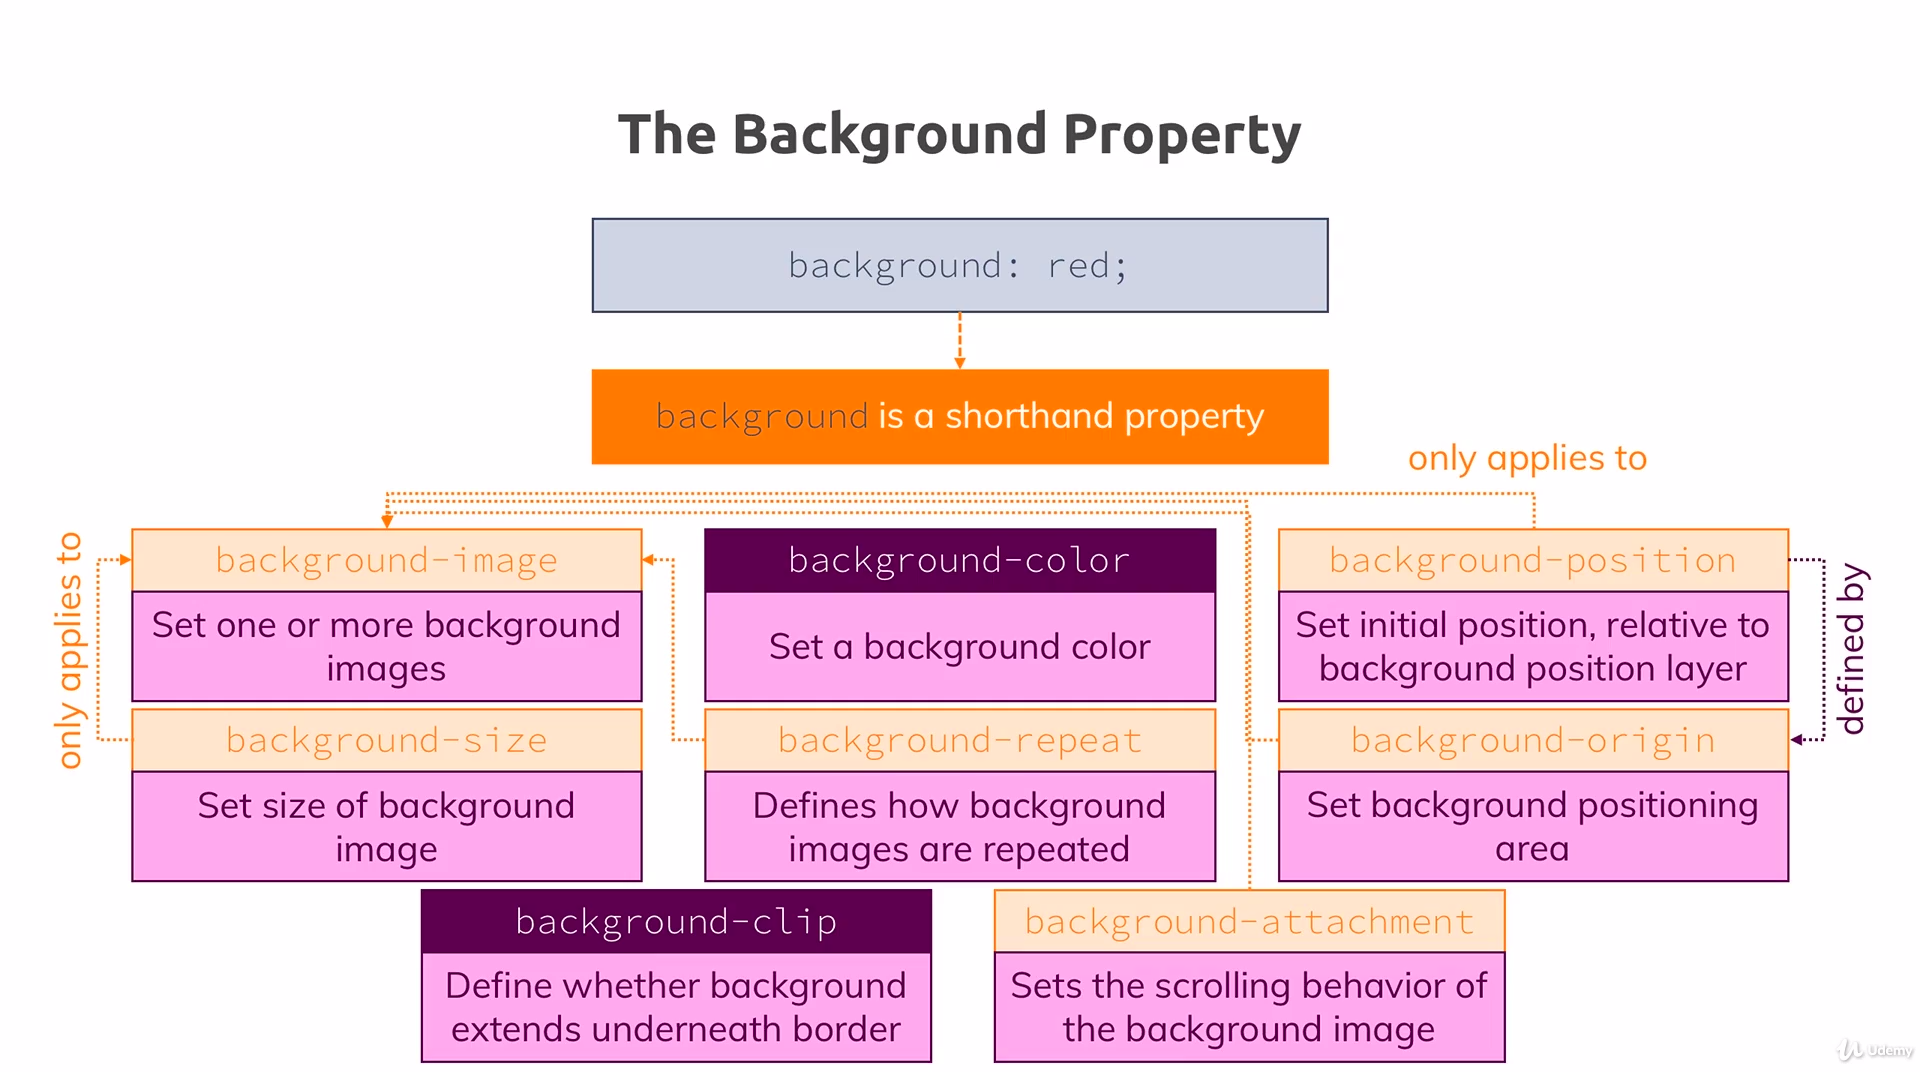 The Background Property
background: red;
background is a shorthand property
only applies to
only applies to
background-image
Set one or more background
images
background-color
Set a background color
background-position
Set initial position, relative to
background position layer
defined by
background-size
Set size of background
image
background-repeat
Defines how background
images are repeated
background-origin
Set background positioning
area
background-clip
Define whether background
extends underneath border
background-attachment
Sets the scrolling behavior of
the background image
Udemy